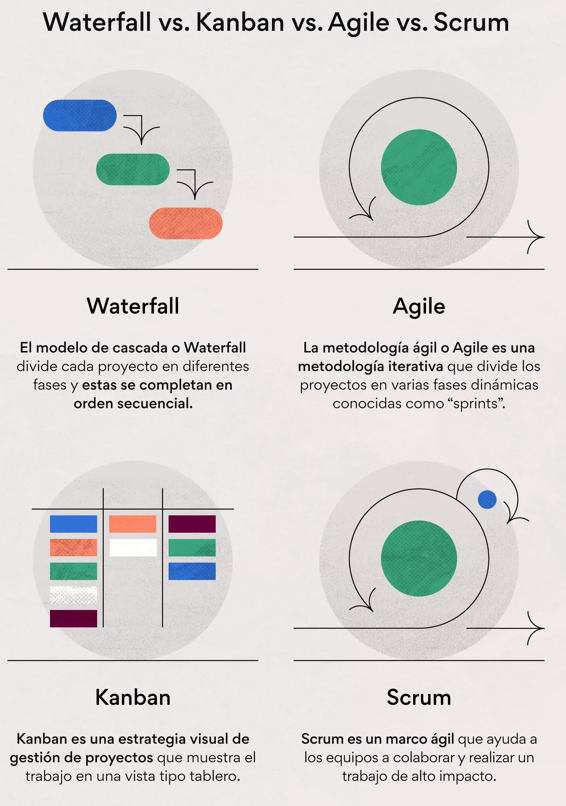 Waterfall vs. Kanban vs. Agile vs. Scrum
Waterfall
El modelo de cascada o Waterfall
divide cada proyecto en diferentes
fases y estas se completan en
orden secuencial.
Agile
La metodología ágil o Agile es una
metodología iterativa que divide los
proyectos en varias fases dinámicas
conocidas como “sprints”.
Kanban
Kanban es una estrategia visual de
gestión de proyectos que muestra el
trabajo en una vista tipo tablero.
Scrum
Scrum es un marco ágil que ayuda a
los equipos a colaborar y realizar un
trabajo de alto impacto.